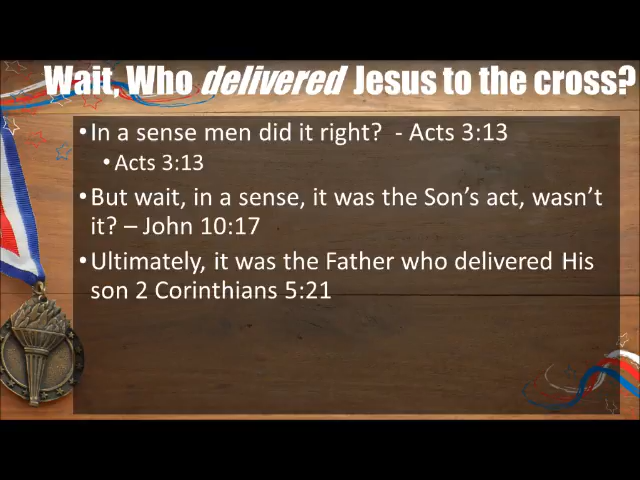 Wait, Who delivered Jesus to the cross?
•In a sense men did it right?  - Acts 3:13
•Acts 3:13
•But wait, in a sense, it was the Son’s act, wasn’t
it? – John 10:17
•Ultimately, it was the Father who delivered His
son 2 Corinthians 5:21